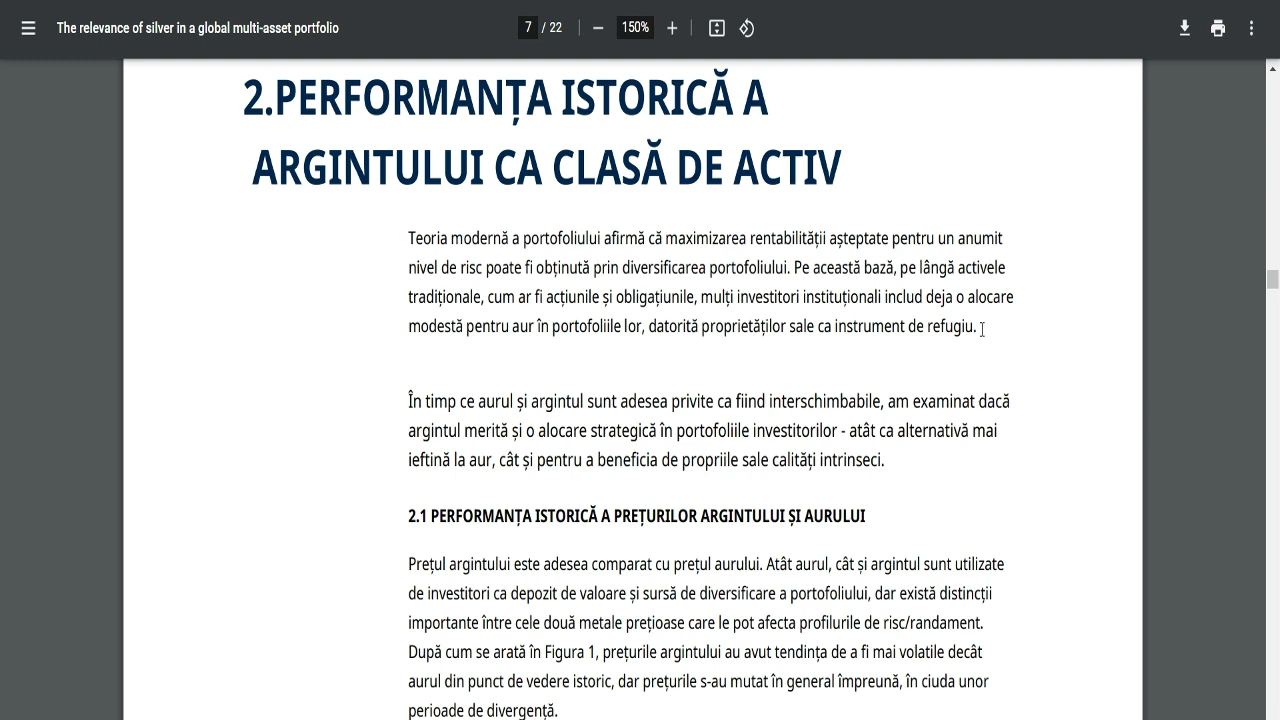 The relevance of silver in a global multi-asset portfolio
7 / 22
150%
2.PERFORMANȚA ISTORICĂ A
ARGINTULUI CA CLASĂ DE ACTIV
Teoria modernă a portofoliului afirmă că maximizarea rentabilității așteptate pentru un anumit
nivel de risc poate fi obținută prin diversificarea portofoliului. Pe această bază, pe lângă activele
tradiționale, cum ar fi acțiunile și obligațiunile, mulți investitori instituționali includ deja o alocare
modestă pentru aur în portofoliile lor, datorită proprietăților sale ca instrument de refugiu.
În timp ce aurul și argintul sunt adesea privite ca fiind interschimbabile, am examinat dacă
argintul merită și o alocare strategică în portofoliile investitorilor - atât ca alternativă mai
ieftină la aur, cât și pentru a beneficia de propriile sale calități intrinseci.
2.1 PERFORMANȚA ISTORICĂ A PREȚURILOR ARGINTULUI ȘI AURULUI
Prețul argintului este adesea comparat cu prețul aurului. Atât aurul, cât și argintul sunt utilizate
de investitori ca depozit de valoare și sursă de diversificare a portofoliului, dar există distincții
importante între cele două metale prețioase care le pot afecta profilurile de risc/randament.
După cum se arată în Figura 1, prețurile argintului au avut tendința de a fi mai volatile decât
aurul din punct de vedere istoric, dar prețurile s-au mutat în general împreună, în ciuda unor
perioade de divergență.